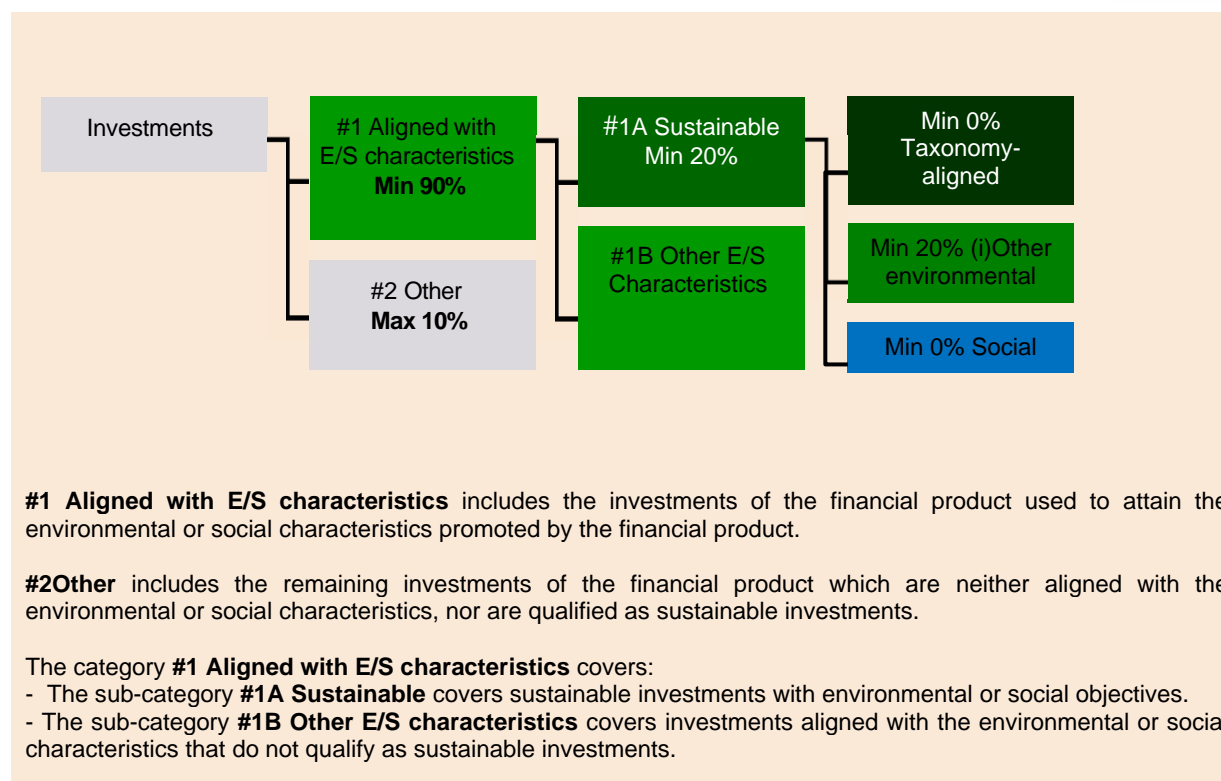 Investments
#1 Aligned with
E/S characteristics
Min 90%
#2 Other
Max 10%
#1A Sustainable
Min 20%
#1B Other E/S
Characteristics
Min 0%
Taxonomy-
aligned
Min 20% (i)Other
environmental
Min 0% Social
#1 Aligned with E/S characteristics includes the investments of the financial product used to attain the
environmental or social characteristics promoted by the financial product.
#2Other includes the remaining investments of the financial product which are neither aligned with the
environmental or social characteristics, nor are qualified as sustainable investments.
The category #1 Aligned with E/S characteristics covers:
- The sub-category #1A Sustainable covers sustainable investments with environmental or social objectives.
- The sub-category #1B Other E/S characteristics covers investments aligned with the environmental or social
characteristics that do not qualify as sustainable investments.